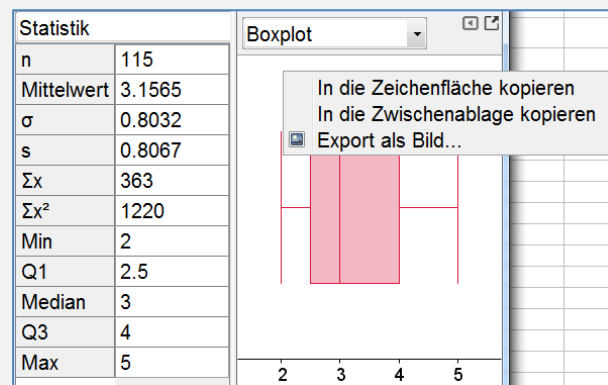 Statistik
n 115
Mittelwert 3.1565
σ 0.8032
s 0.8067
Σx 363
Σx² 1220
Min 2
Q1 2.5
Median 3
Q3 4
Max 5
Boxplot
In die Zeichenfläche kopieren
In die Zwischenablage kopieren
Export als Bild...
2 3 4 5